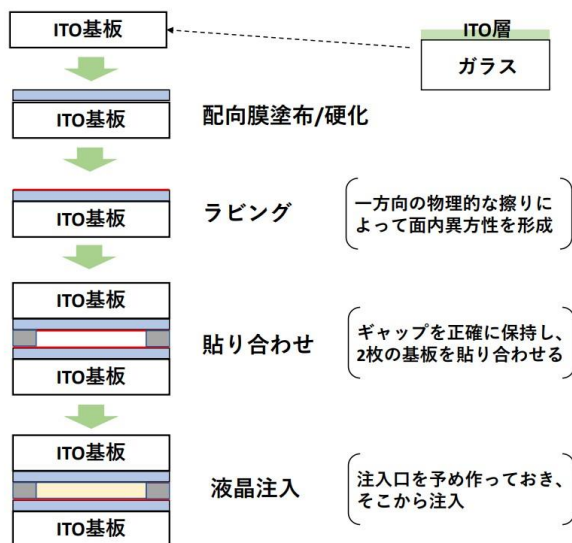 ITO基板
ITO層
ガラス
ITO基板
配向膜塗布/硬化
ITO基板
ラビング
一方向の物理的な擦りに
よって面内異方性を形成
ITO基板
貼り合わせ
ギャップを正確に保持し、
2枚の基板を貼り合わせる
ITO基板
ITO基板
液晶注入
注入口を予め作っておき、
そこから注入
ITO基板